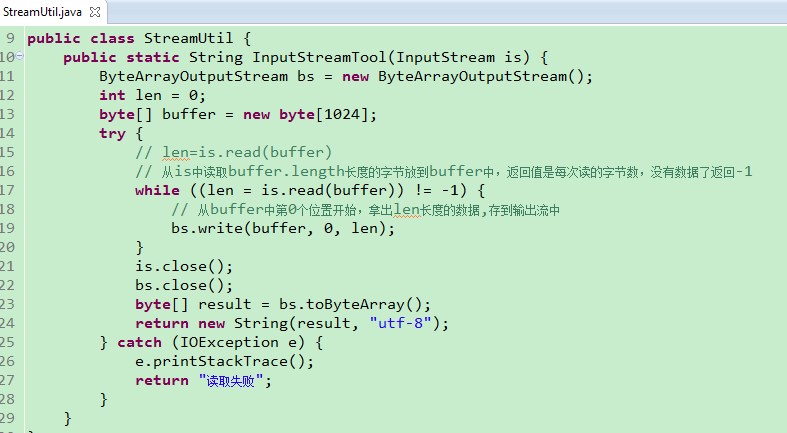 StreamUtil.java
9 public class StreamUtil {
10 public static String InputStreamTool(InputStream is) {
11 ByteArrayOutputStream bs = new ByteArrayOutputStream();
12 int len = 0;
13 byte[] buffer = new byte[1024];
14 try {
15 // len=is.read(buffer)
16 // 从is中读取buffer.length长度的字节放到buffer中，返回值是每次读的字节数，没有数据了返回-1
17 while ((len = is.read(buffer)) != -1) {
18 // 从buffer中第0个位置开始，拿出len长度的数据,存到输出流中
19 bs.write(buffer, 0, len);
20 }
21 is.close();
22 bs.close();
23 byte[] result = bs.toByteArray();
24 return new String(result, "utf-8");
25 } catch (IOException e) {
26 e.printStackTrace();
27 return "读取失败";
28 }
29 }